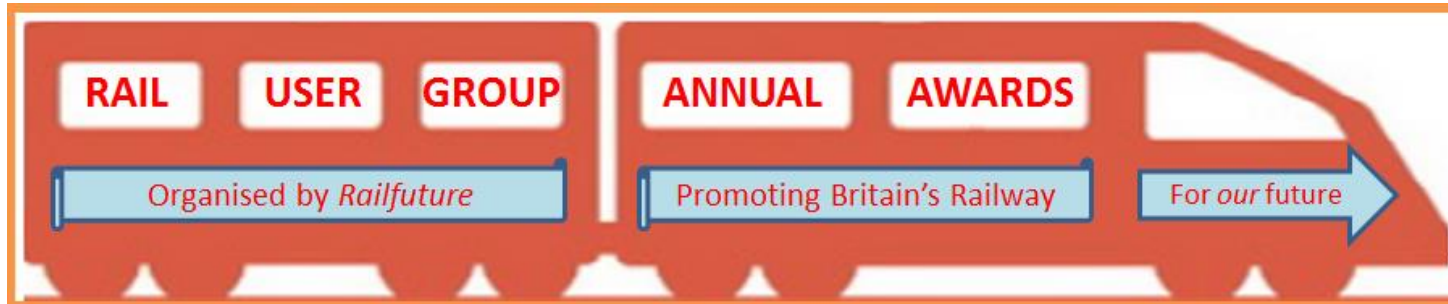 RAIL USER GROUP ANNUAL AWARDS
Organised by Railfuture Promoting Britain's Railway For our future